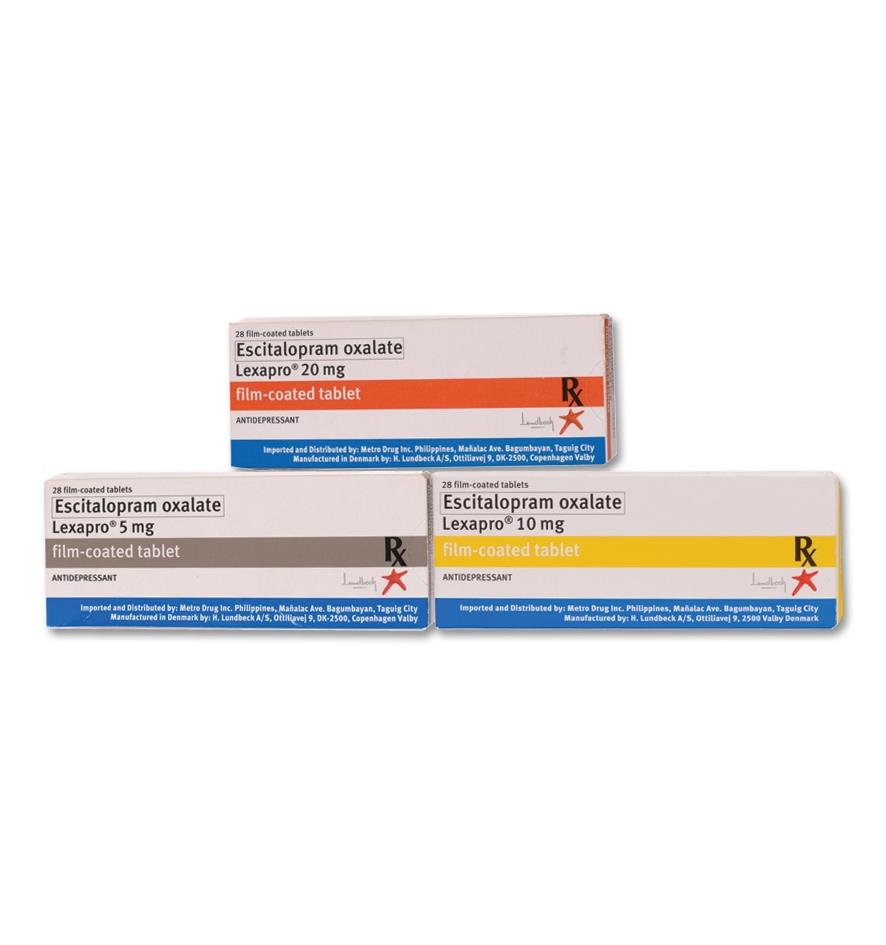 28 film-coated tablets
Escitalopram oxalate
Lexapro® 20 mg
film-coated tablet
Rx
ANTIDEPRESSANT
Lundbeck
Imported and Distributed by: Metro Drug Inc. Philippines, Mañalac Ave. Bagumbayan, Taguig City
Manufactured in Denmark by: H. Lundbeck A/S, Ottiliavej 9, DK-2500, Copenhagen Valby
28 film-coated tablets
Escitalopram oxalate
Lexapro® 5 mg
film-coated tablet
Rx
ANTIDEPRESSANT
Lundbeck
Imported and Distributed by: Metro Drug Inc. Philippines, Mañalac Ave. Bagumbayan, Taguig City
Manufactured in Denmark by: H. Lundbeck A/S, Ottiliavej 9, DK-2500, Copenhagen Valby
28 film-coated tablets
Escitalopram oxalate
Lexapro® 10 mg
film-coated tablet
Rx
ANTIDEPRESSANT
Lundbeck
Imported and Distributed by: Metro Drug Inc. Philippines, Mañalac Ave. Bagumbayan, Taguig City
Manufactured by: H. Lundbeck A/S, Ottiliavej 9, 2500 Valby Denmark